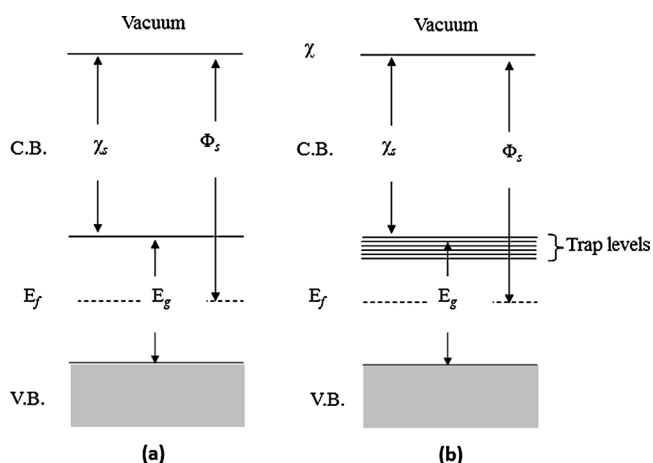 Vacuum
C.B.
χs
Φs
Ef
Eg
V.B.
(a)
χ
Vacuum
C.B.
χs
Φs
Trap levels
Ef
Eg
V.B.
(b)